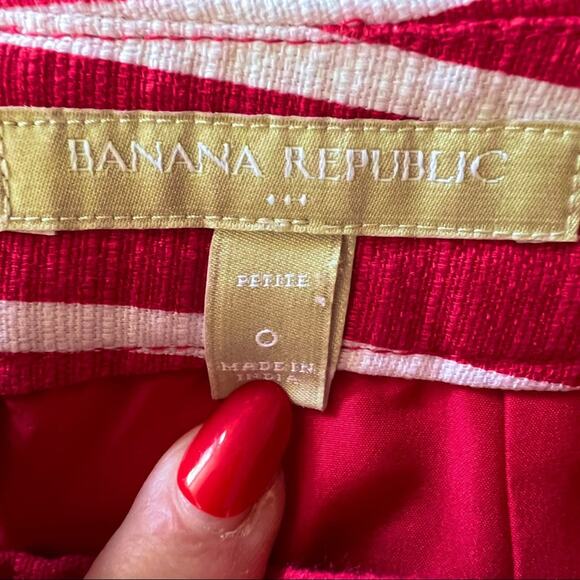 BANANA REPUBLIC
PETITE
0
MADE IN
INDIA